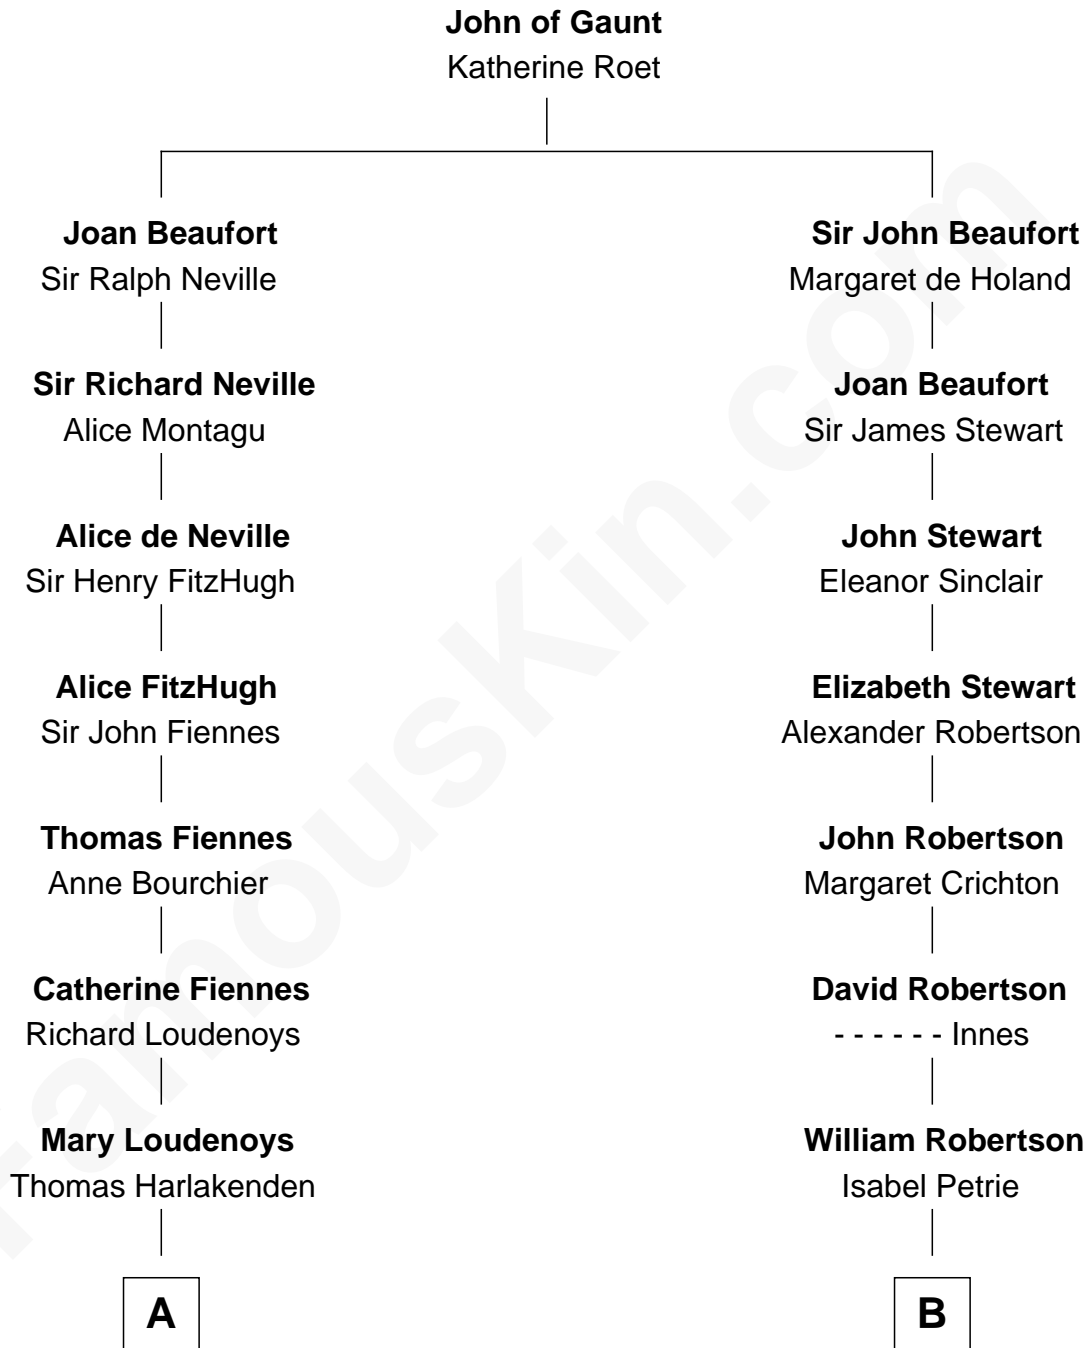 John of Gaunt
Katherine Roet
Joan Beaufort
Sir Ralph Neville
Sir Richard Neville
Alice Montagu
Alice de Neville
Sir Henry FitzHugh
Alice FitzHugh
Sir John Fiennes
Thomas Fiennes
Anne Bourchier
Catherine Fiennes
Richard Loudenoys
Mary Loudenoys
Thomas Harlakenden
A
Sir John Beaufort
Margaret de Holand
Joan Beaufort
Sir James Stewart
John Stewart
Eleanor Sinclair
Elizabeth Stewart
Alexander Robertson
John Robertson
Margaret Crichton
David Robertson
- - - - - - Innes
William Robertson
Isabel Petrie
B
FamousKin.com